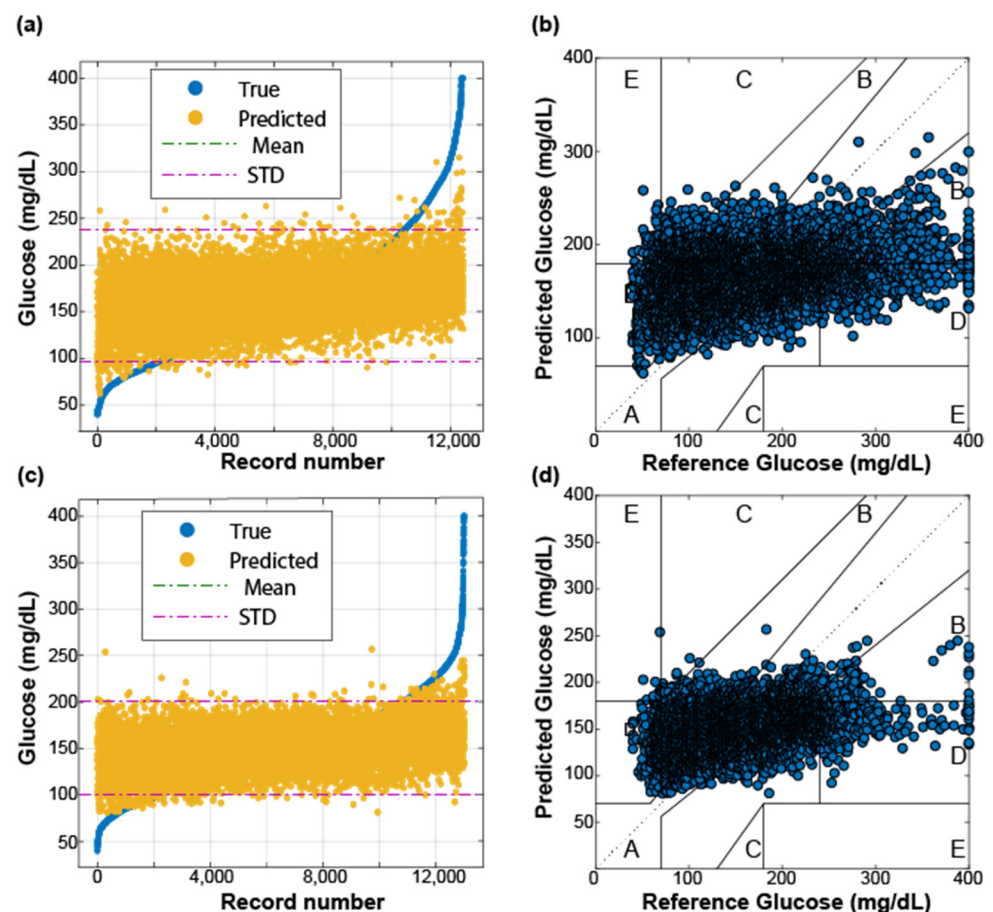 (a)
Glucose (mg/dL)
400
350
300
250
200
150
100
50
True
Predicted
Mean
STD
0 4,000 8,000 12,000
Record number
(b)
Predicted Glucose (mg/dL)
400
300
200
100
E C B
B
D
A C E
0 100 200 300 400
Reference Glucose (mg/dL)
(c)
Glucose (mg/dL)
400
350
300
250
200
150
100
50
True
Predicted
Mean
STD
0 4,000 8,000 12,000
Record number
(d)
Predicted Glucose (mg/dL)
400
350
300
250
200
150
100
50
E C B
B
D
A C E
0 100 200 300 400
Reference Glucose (mg/dL)